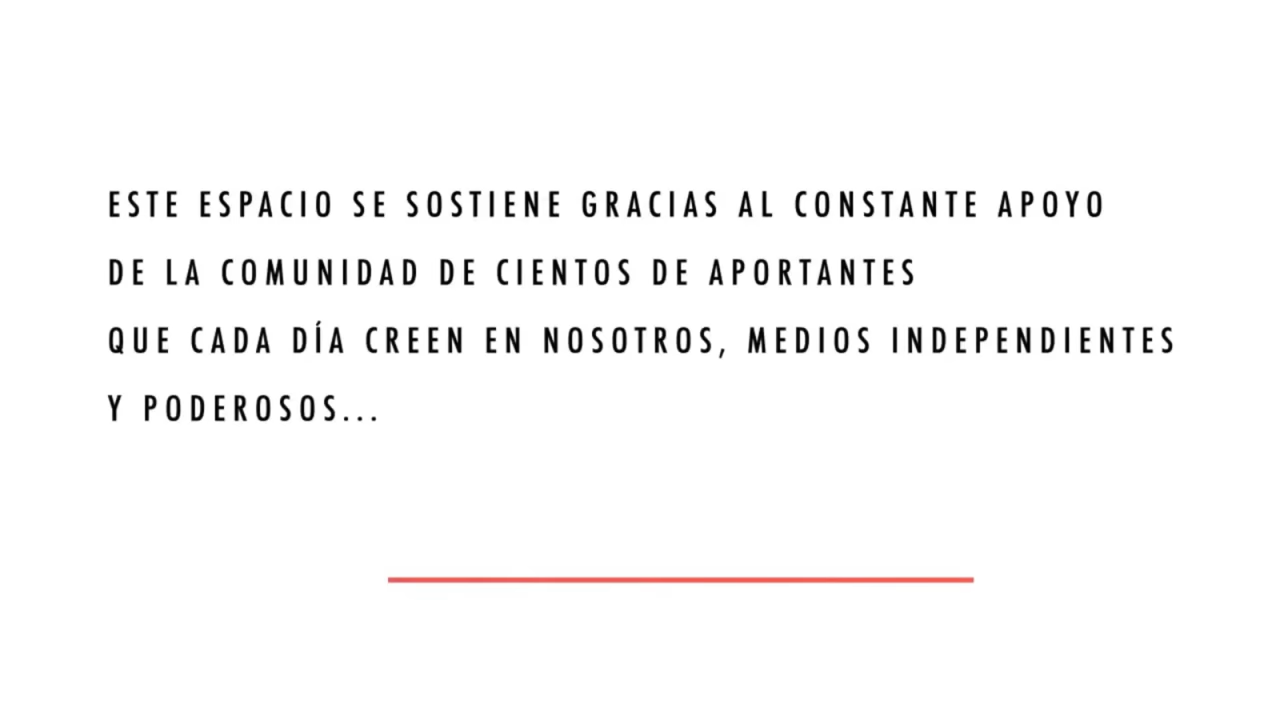 ESTE ESPACIO SE SOSTIENE GRACIAS AL CONSTANTE APOYO
DE LA COMUNIDAD DE CIENTOS DE APORTANTES
QUE CADA DÍA CREEN EN NOSOTROS, MEDIOS INDEPENDIENTES
Y PODEROSOS...